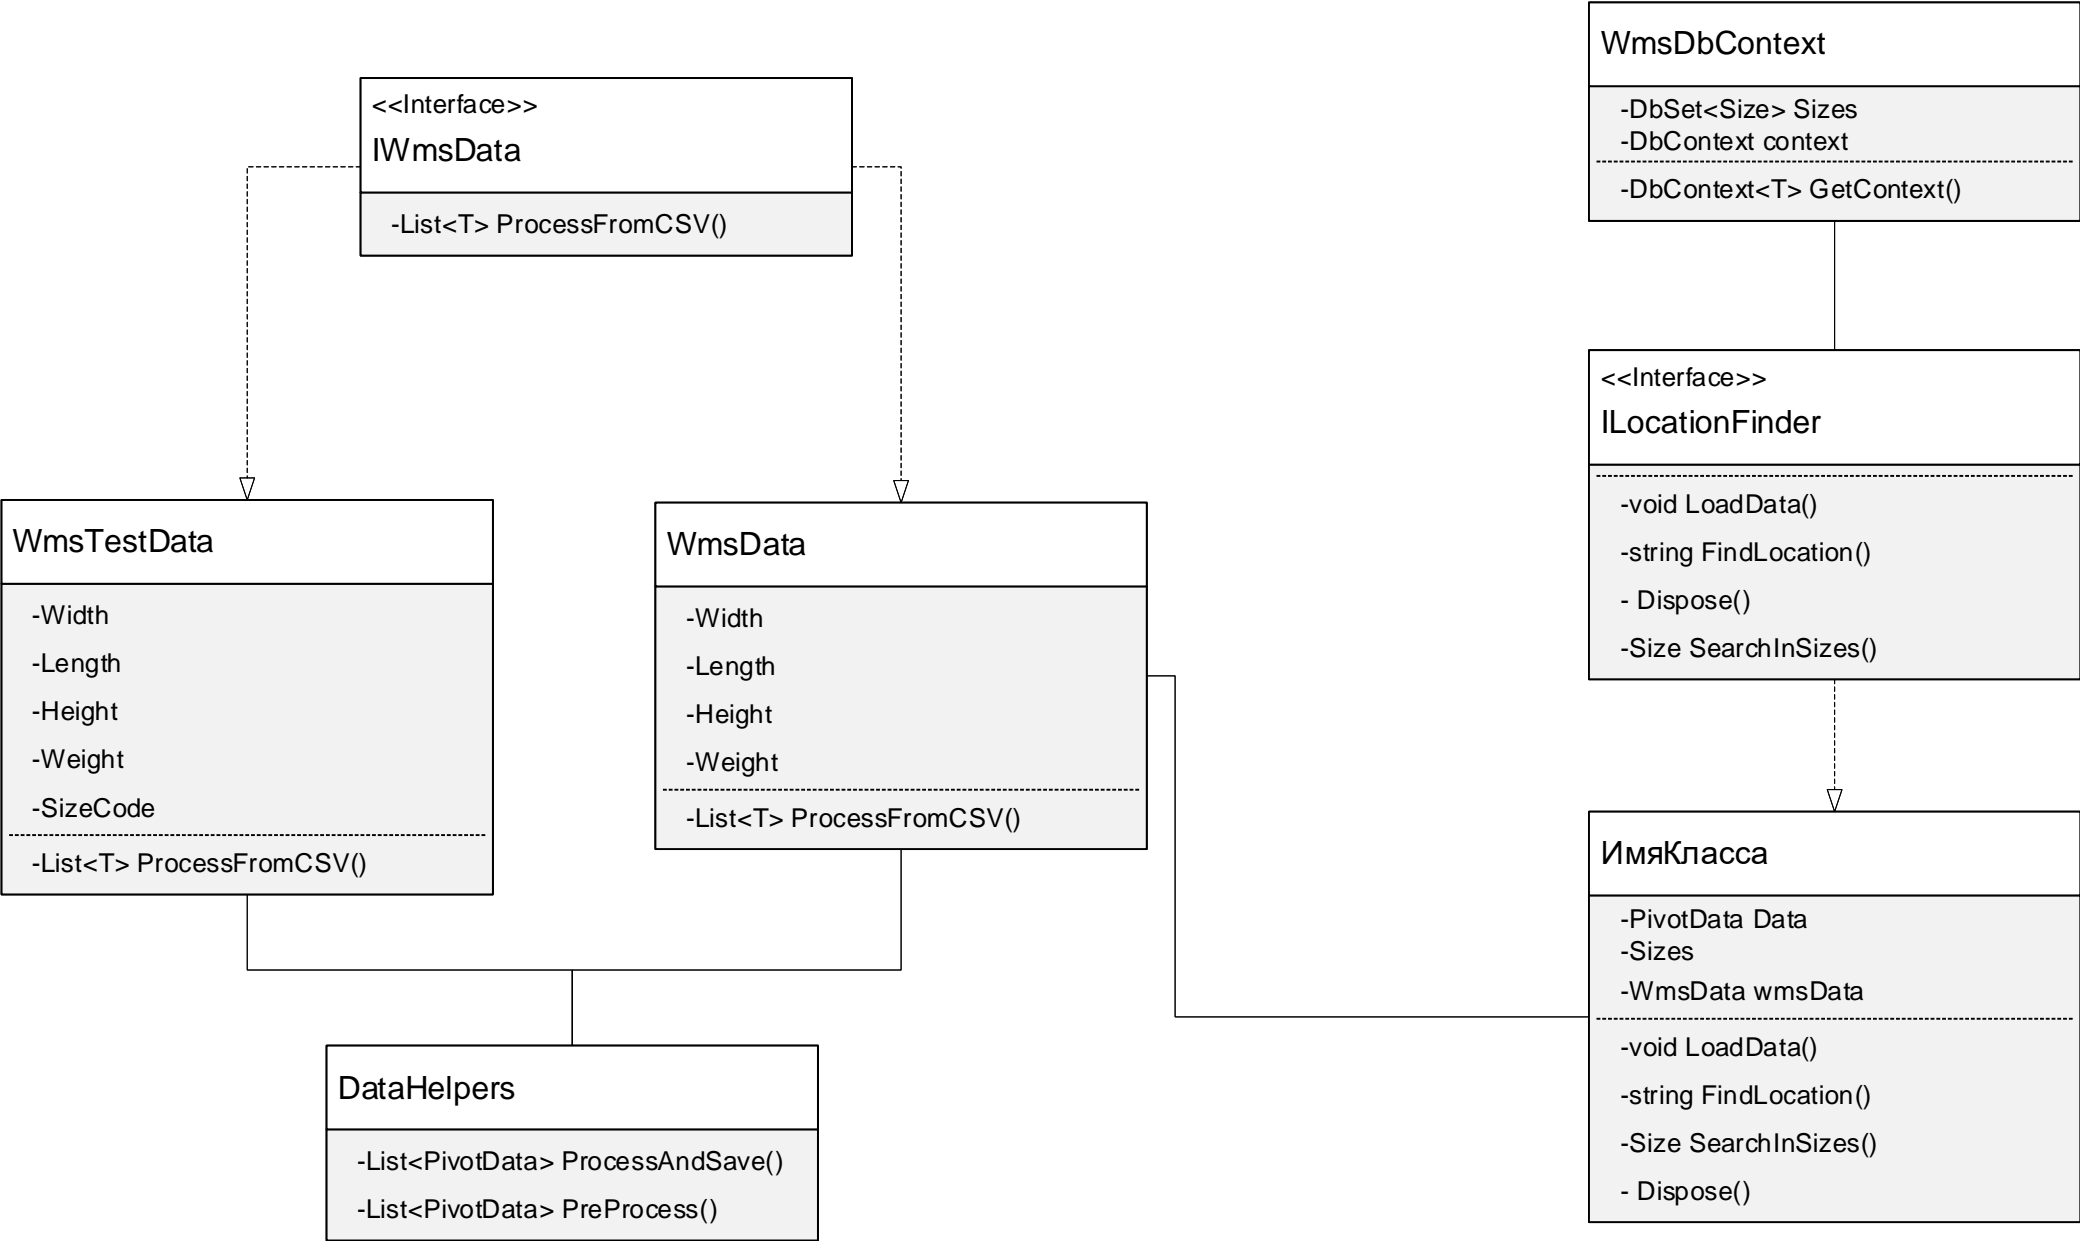 <<Interface>>
IWmsData
-List<T> ProcessFromCSV()
WmsDbContext
-DbSet<Size> Sizes
-DbContext context
-DbContext<T> GetContext()
<<Interface>>
ILocationFinder
-void LoadData()
-string FindLocation()
- Dispose()
-Size SearchInSizes()
WmsTestData
-Width
-Length
-Height
-Weight
-SizeCode
-List<T> ProcessFromCSV()
WmsData
-Width
-Length
-Height
-Weight
-List<T> ProcessFromCSV()
ИмяКласса
-PivotData Data
-Sizes
-WmsData wmsData
-void LoadData()
-string FindLocation()
-Size SearchInSizes()
- Dispose()
DataHelpers
-List<PivotData> ProcessAndSave()
-List<PivotData> PreProcess()